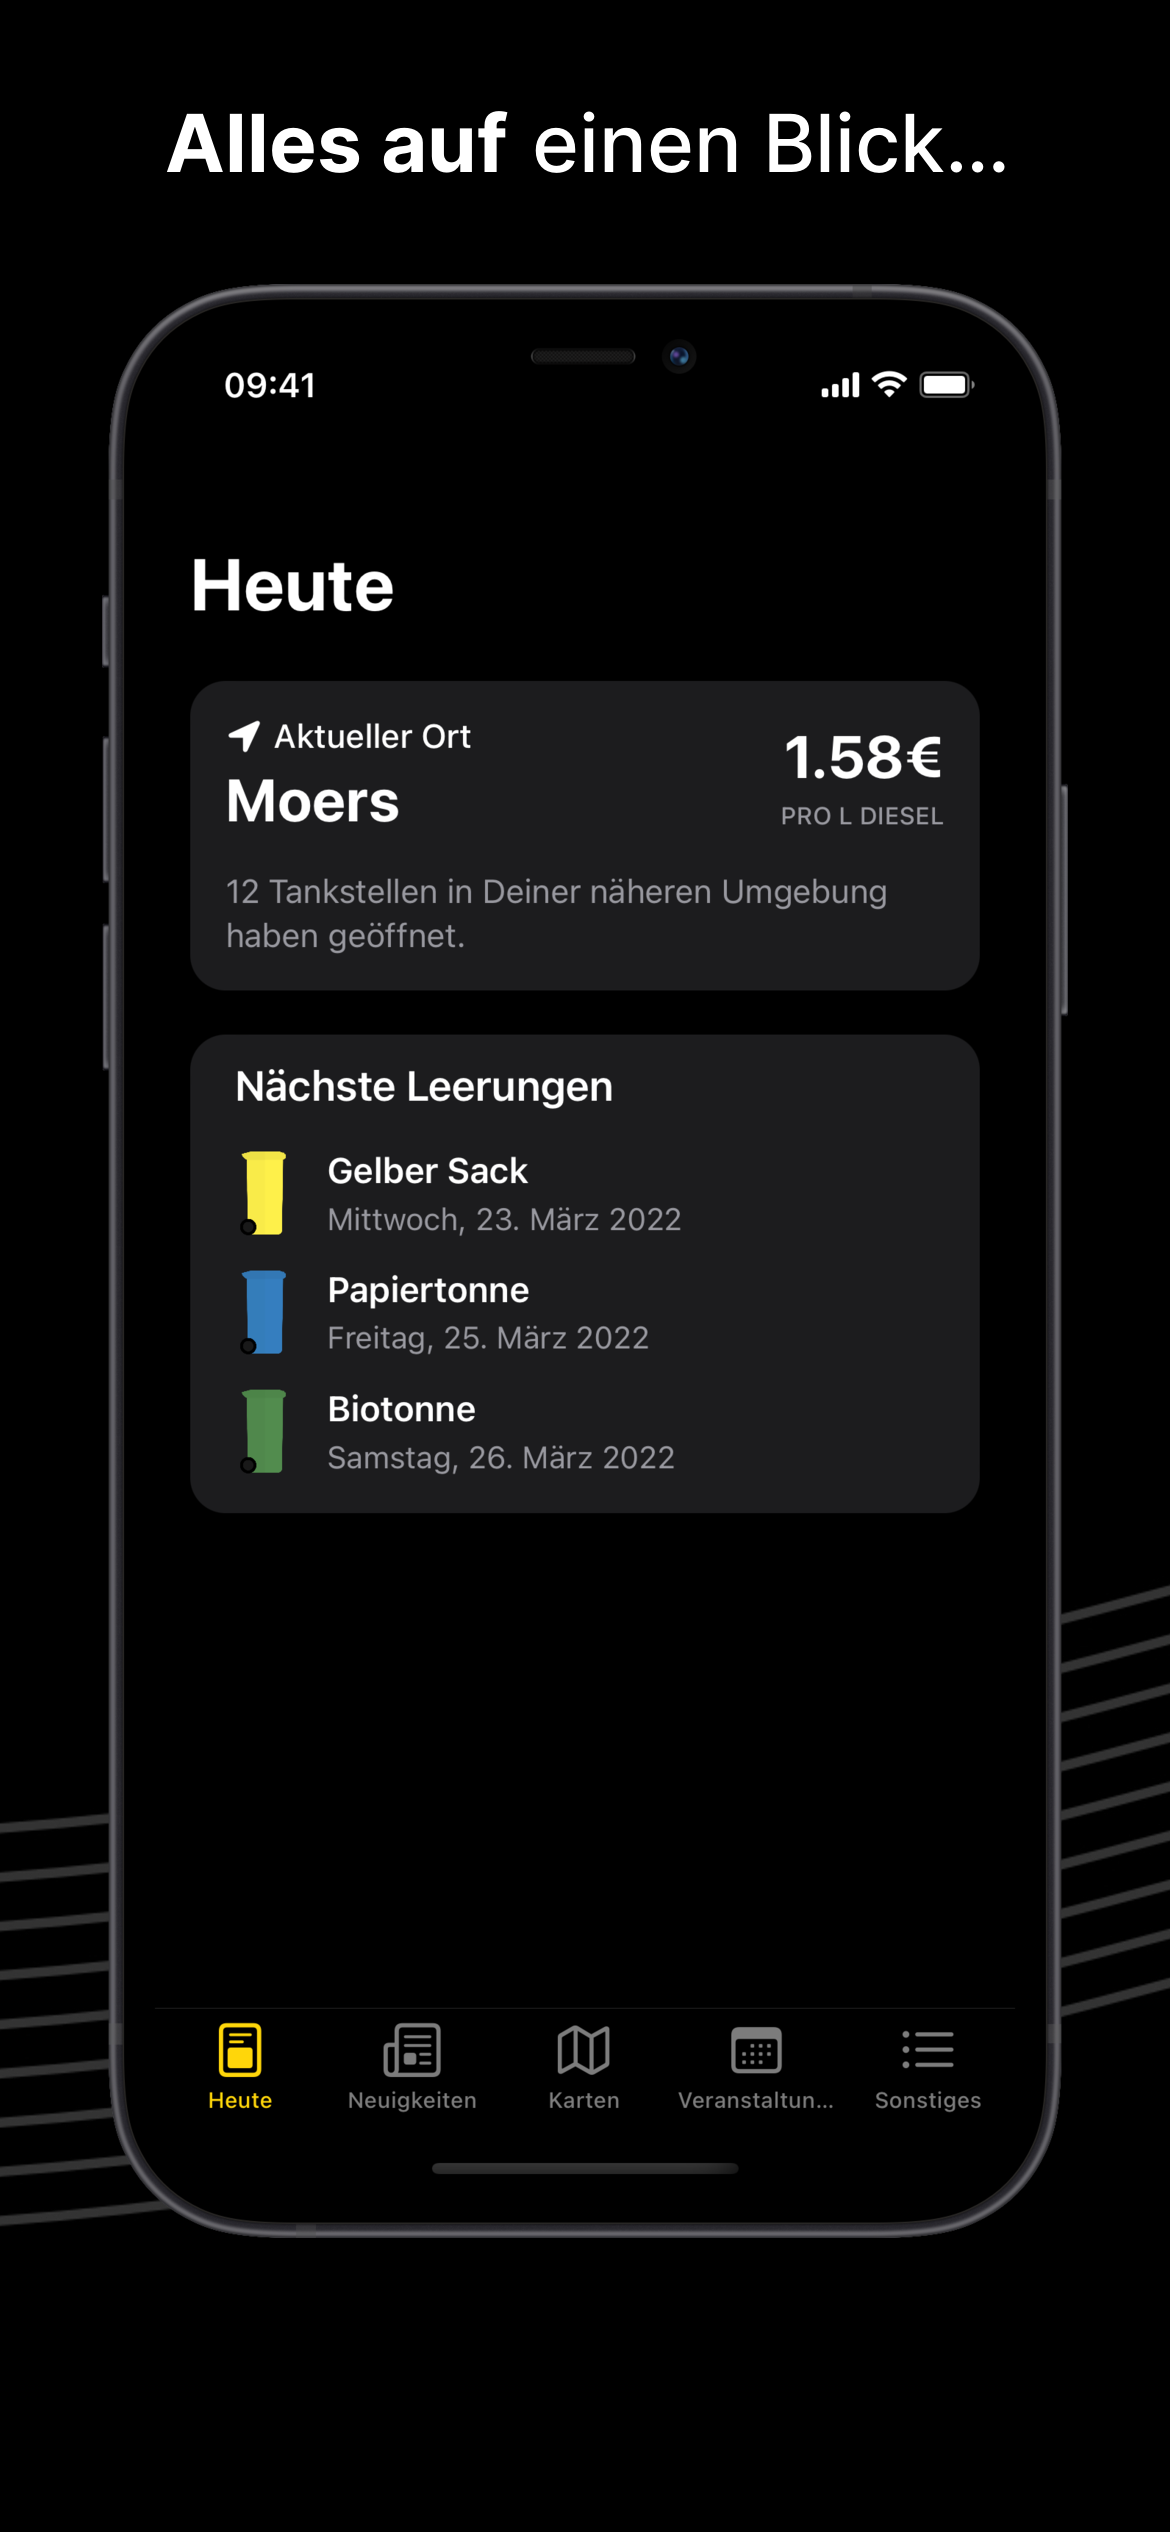 Alles auf einen Blick...
09:41
Heute
Aktueller Ort
Moers
1.58€
PRO L DIESEL
12 Tankstellen in Deiner näheren Umgebung
haben geöffnet.
Nächste Leerungen
Gelber Sack
Mittwoch, 23. März 2022
Papiertonne
Freitag, 25. März 2022
Biotonne
Samstag, 26. März 2022
Heute
Neuigkeiten
Karten
Veranstaltun...
Sonstiges